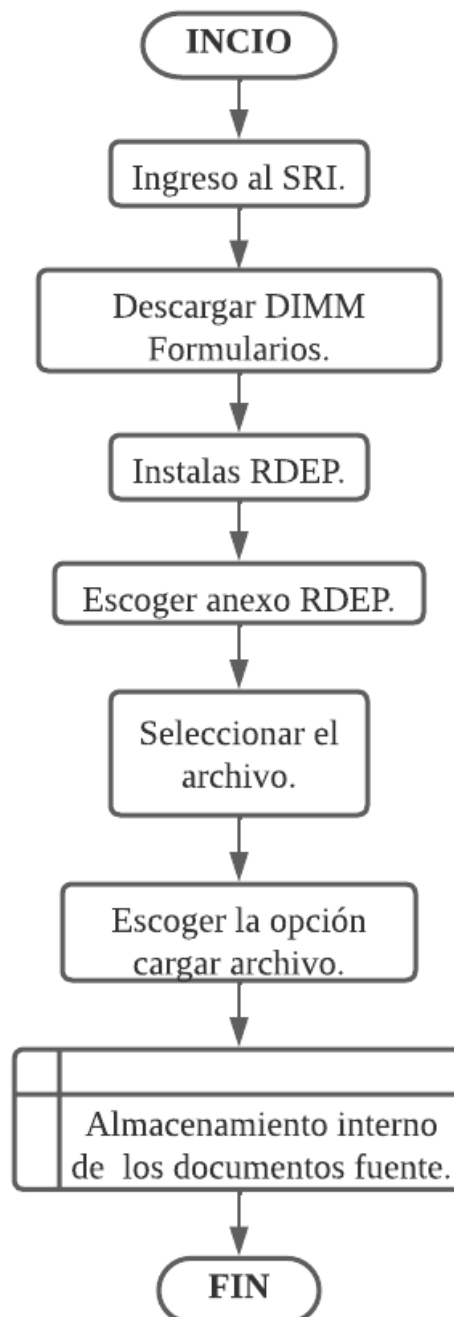 INCIO
Ingreso al SRI.
Descargar DIMM
Formularios.
Instalas RDEP.
Escoger anexo RDEP.
Seleccionar el
archivo.
Escoger la opción
cargar archivo.
Almacenamiento interno
de los documentos fuente.
FIN